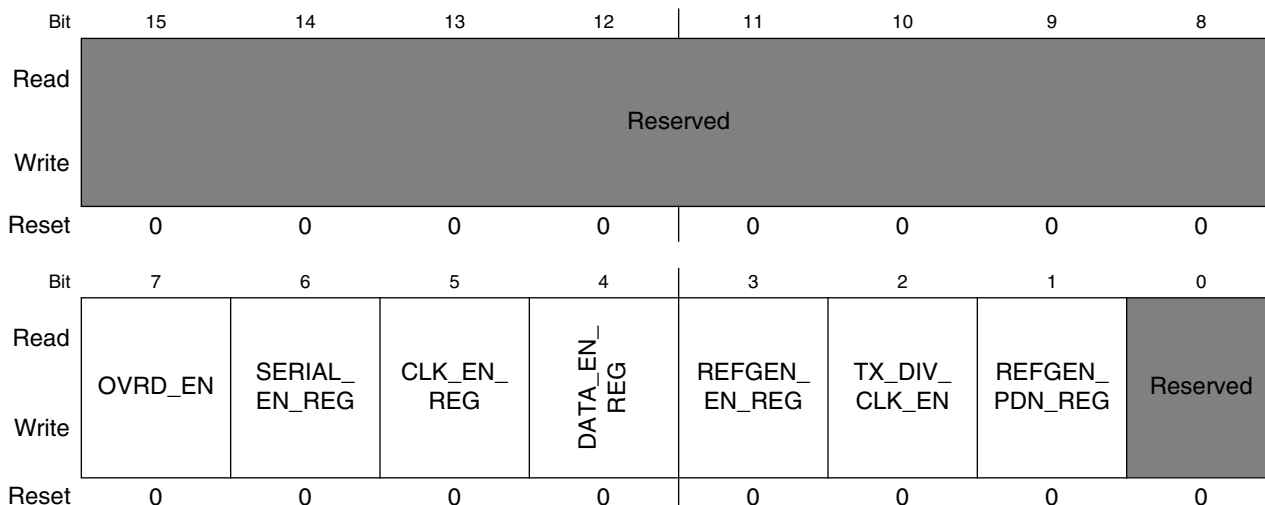 Bit 15 14 13 12 11 10 9 8
Read
Reserved
Write
Reset 0 0 0 0 0 0 0 0
Bit 7 6 5 4 3 2 1 0
Read
OVRD_EN SERIAL_ EN_REG CLK_EN_ REG DATA_EN_ REG REFGEN_ EN_REG TX_DIV_ CLK_EN REFGEN_ PDN_REG Reserved
Write
Reset 0 0 0 0 0 0 0 0